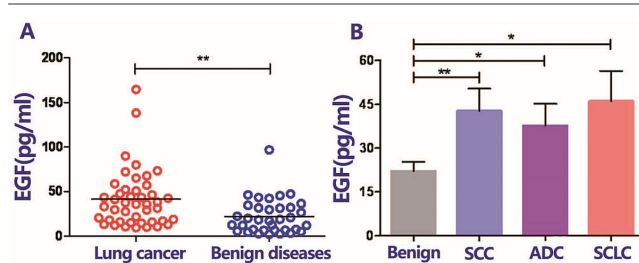 A
EGF(pg/ml)
200
150
100
50
0
**
Lung cancer
Benign diseases
B
EGF(pg/ml)
60
45
30
15
0
*
*
**
Benign
SCC
ADC
SCLC